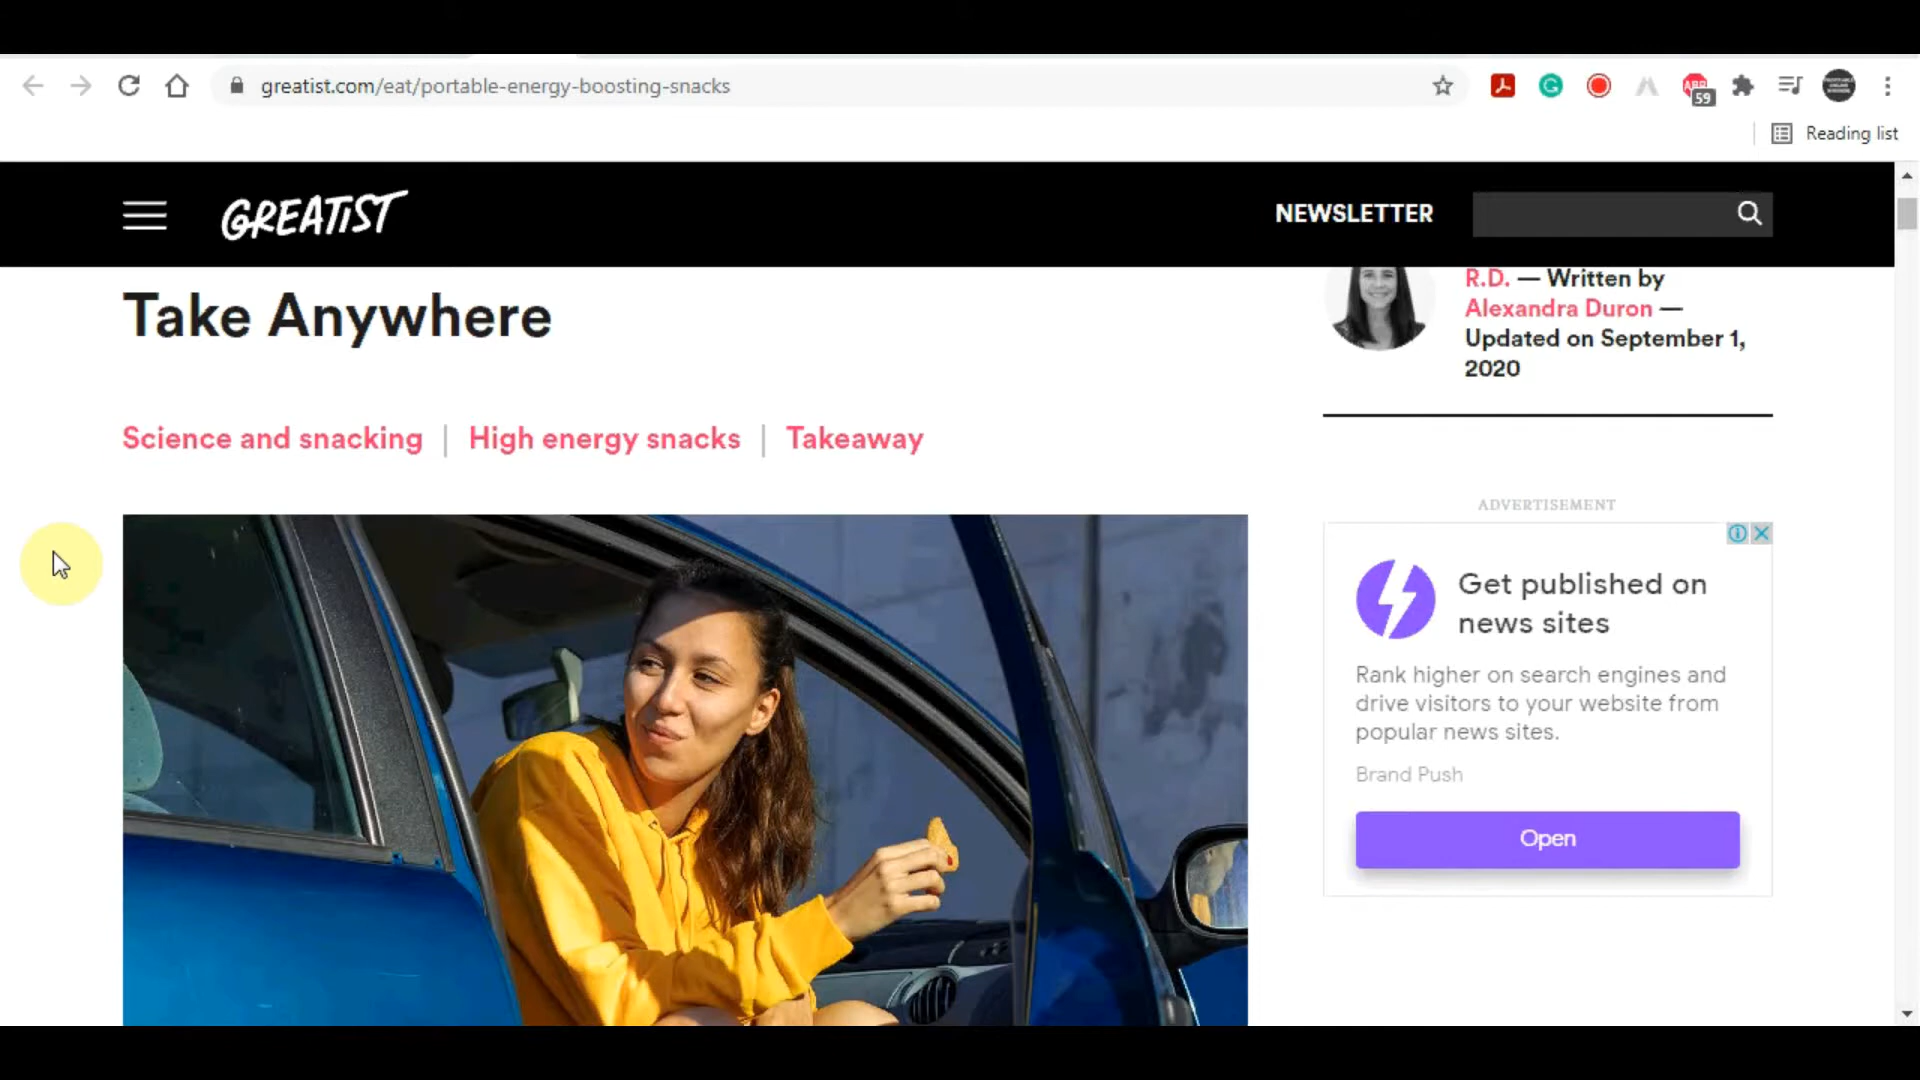 greatist.com/eat/portable-energy-boosting-snacks
ABP
59
Reading list
GREATIST
NEWSLETTER
Take Anywhere
R.D. — Written by
Alexandra Duron —
Updated on September 1,
2020
Science and snacking | High energy snacks | Takeaway
ADVERTISEMENT
Get published on
news sites
Rank higher on search engines and
drive visitors to your website from
popular news sites.
Brand Push
Open